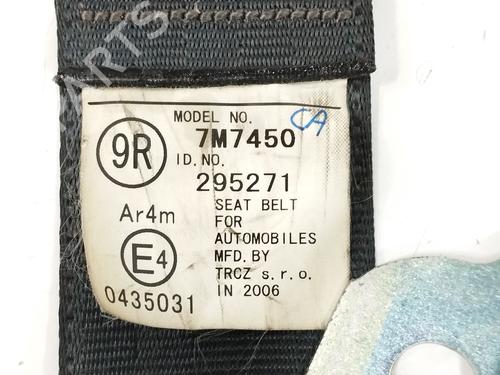 PARTS
MODEL NO.
CA
7M7450
9R
ID.NO.
295271
Ar4m
SEAT BELT
FOR
AUTOMOBILES
E4
MFD. BY
TRCZ s.r.o.
0435031
IN 2006